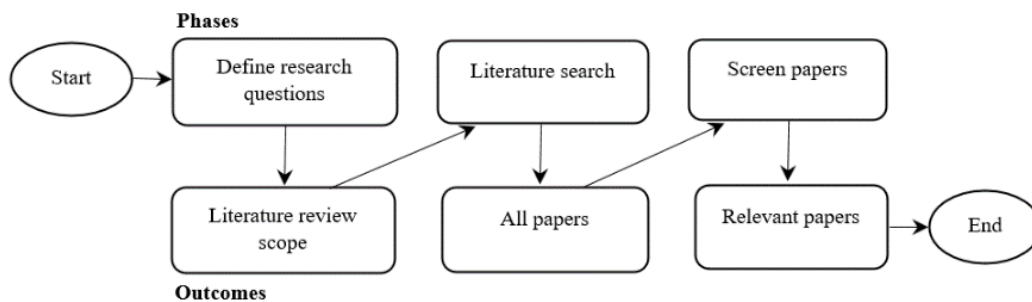 Phases
Start
Define research
questions
Literature search
Screen papers
Literature review
scope
All papers
Relevant papers
End
Outcomes